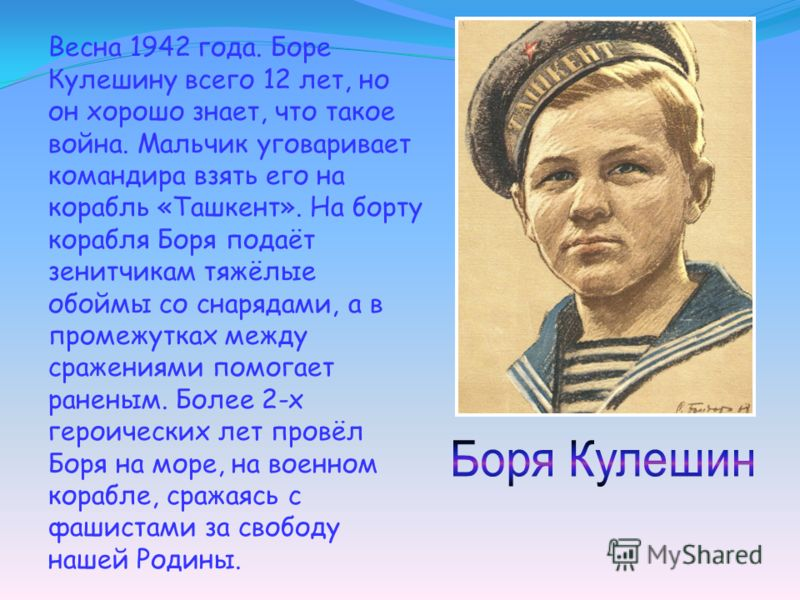 Весна 1942 года. Боре
Кулешину всего 12 лет, но
он хорошо знает, что такое
война. Мальчик уговаривает
командира взять его на
корабль «Ташкент». На борту
корабля Боря подаёт
зенитчикам тяжёлые
обоймы со снарядами, а в
промежутках между
сражениями помогает
раненым. Более 2-х
героических лет провёл
Боря на море, на военном
корабле, сражаясь с
фашистами за свободу
нашей Родины.
ТАШКЕНТ
Боря Кулешин
MyShared